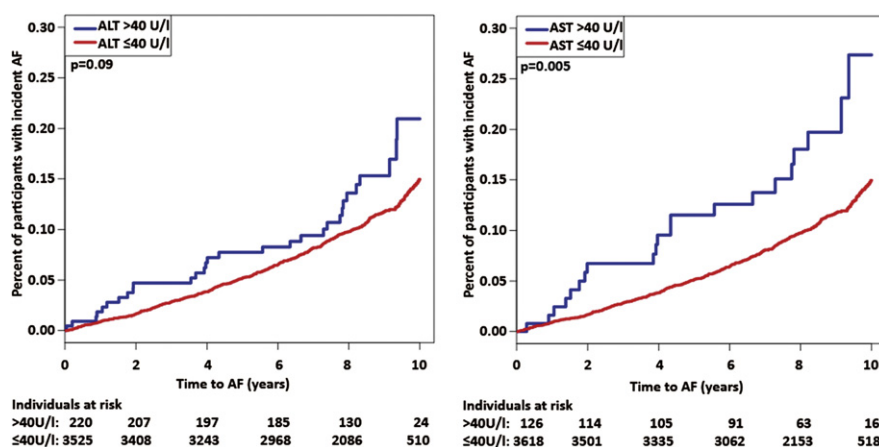 ALT >40 U/l
ALT ≤40 U/l
p=0.09
Percent of participants with incident AF
0.30
0.25
0.20
0.15
0.10
0.05
0.00
0 2 4 6 8 10
Time to AF (years)
Individuals at risk
>40U/l: 220 207 197 185 130 24
≤40U/l: 3525 3408 3243 2968 2086 510
AST >40 U/l
AST ≤40 U/l
p=0.005
Percent of participants with incident AF
0.30
0.25
0.20
0.15
0.10
0.05
0.00
0 2 4 6 8 10
Time to AF (years)
Individuals at risk
>40U/l: 126 114 105 91 63 16
≤40U/l: 3618 3501 3335 3062 2153 518